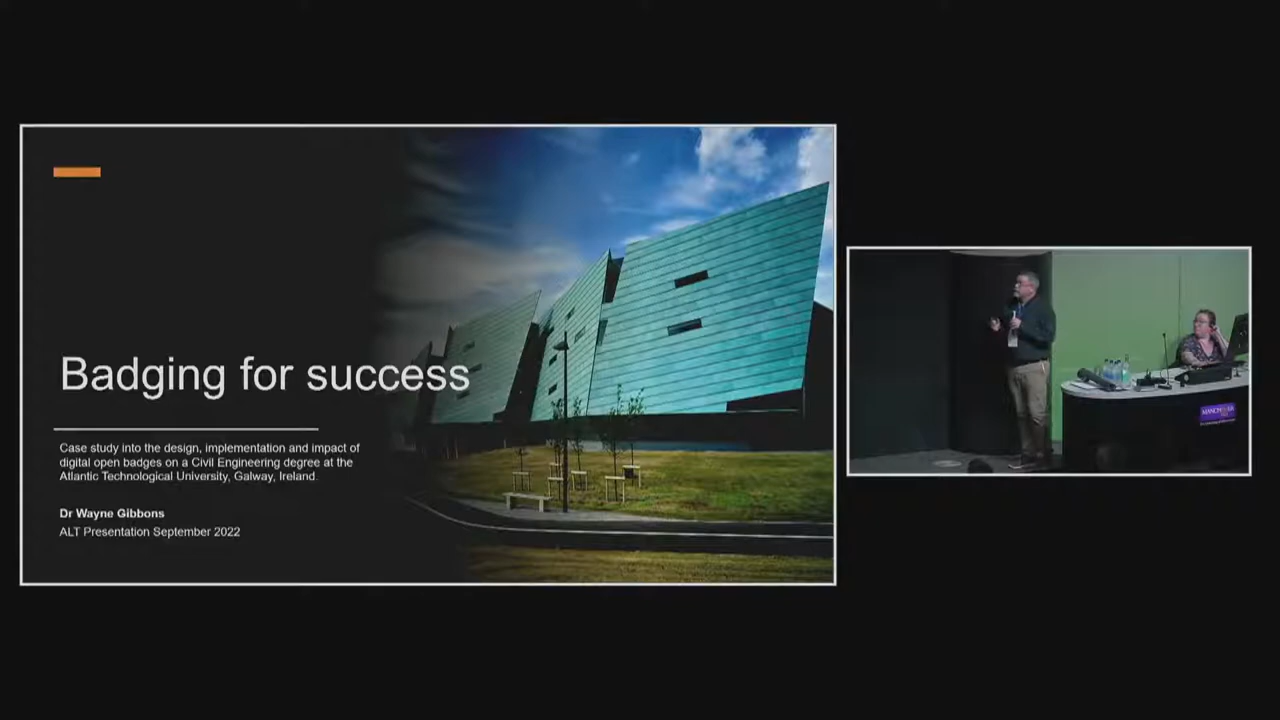 Badging for success
Case study into the design, implementation and impact of
digital open badges on a Civil Engineering degree at the
Atlantic Technological University, Galway, Ireland.
Dr Wayne Gibbons
ALT Presentation September 2022